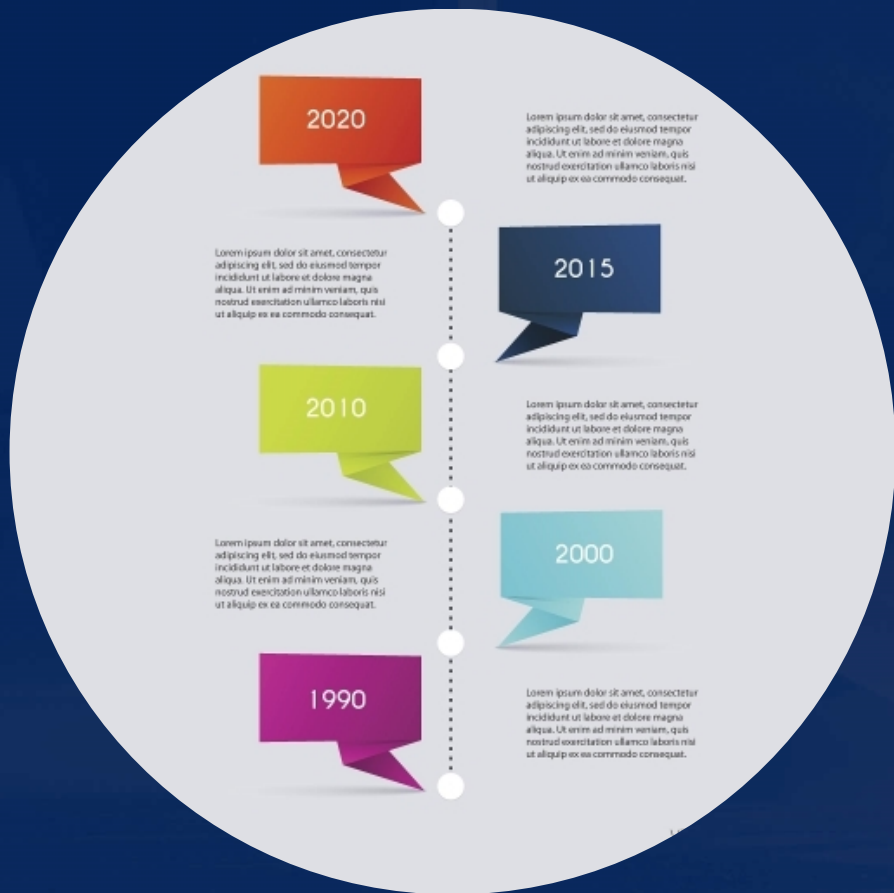 2020
Lorem ipsum dolor sit amet, consectetur
adipiscing elit, sed do eiusmod tempor
incididunt ut labore et dolore magna
aliqua. Ut enim ad minim veniam, quis
nostrud exercitation ullamco laboris nisi
ut aliquip ex ea commodo consequat.
2015
Lorem ipsum dolor sit amet, consectetur
adipiscing elit, sed do eiusmod tempor
incididunt ut labore et dolore magna
aliqua. Ut enim ad minim veniam, quis
nostrud exercitation ullamco laboris nisi
ut aliquip ex ea commodo consequat.
2010
Lorem ipsum dolor sit amet, consectetur
adipiscing elit, sed do eiusmod tempor
incididunt ut labore et dolore magna
aliqua. Ut enim ad minim veniam, quis
nostrud exercitation ullamco laboris nisi
ut aliquip ex ea commodo consequat.
2000
Lorem ipsum dolor sit amet, consectetur
adipiscing elit, sed do eiusmod tempor
incididunt ut labore et dolore magna
aliqua. Ut enim ad minim veniam, quis
nostrud exercitation ullamco laboris nisi
ut aliquip ex ea commodo consequat.
1990
Lorem ipsum dolor sit amet, consectetur
adipiscing elit, sed do eiusmod tempor
incididunt ut labore et dolore magna
aliqua. Ut enim ad minim veniam, quis
nostrud exercitation ullamco laboris nisi
ut aliquip ex ea commodo consequat.